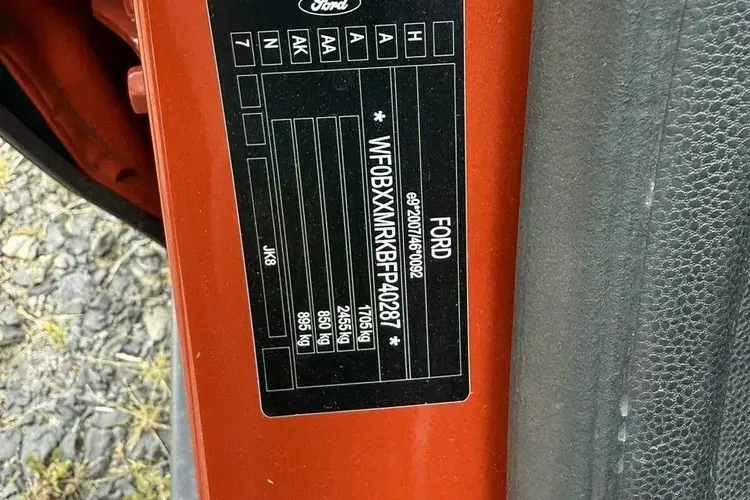 Ford
FORD
e9*2007/46*0092
* WF0BXXMRKBFP40287 *
1705 kg
2455 kg
850 kg
895 kg
JK8
H
A
A
AA
AK
N
7